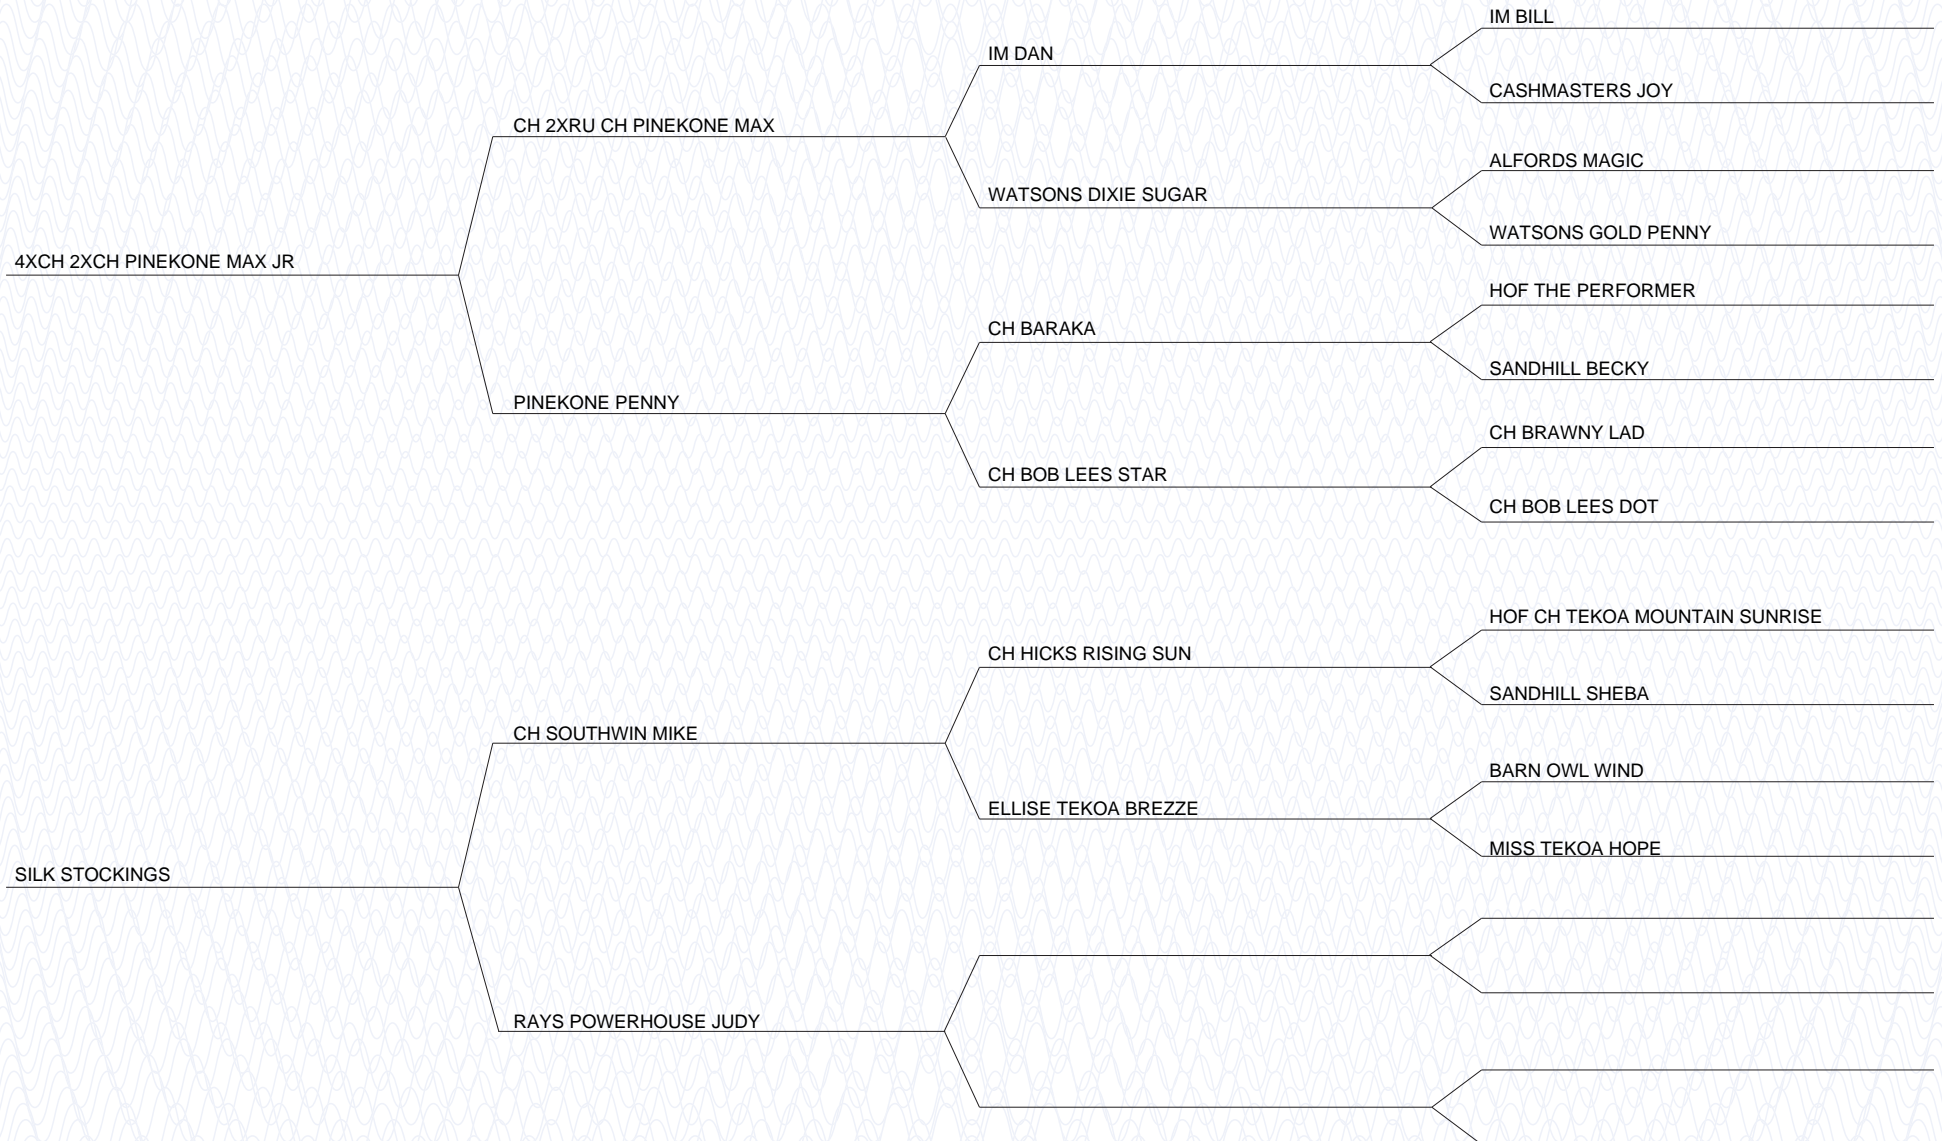 IM BILL
IM DAN
CASHMASTERS JOY
CH 2XRU CH PINEKONE MAX
ALFORDS MAGIC
WATSONS DIXIE SUGAR
WATSONS GOLD PENNY
4XCH 2XCH PINEKONE MAX JR
HOF THE PERFORMER
CH BARAKA
SANDHILL BECKY
PINEKONE PENNY
CH BRAWNY LAD
CH BOB LEES STAR
CH BOB LEES DOT
HOF CH TEKOA MOUNTAIN SUNRISE
CH HICKS RISING SUN
SANDHILL SHEBA
CH SOUTHWIN MIKE
BARN OWL WIND
ELLISE TEKOA BREZZE
MISS TEKOA HOPE
SILK STOCKINGS
RAYS POWERHOUSE JUDY